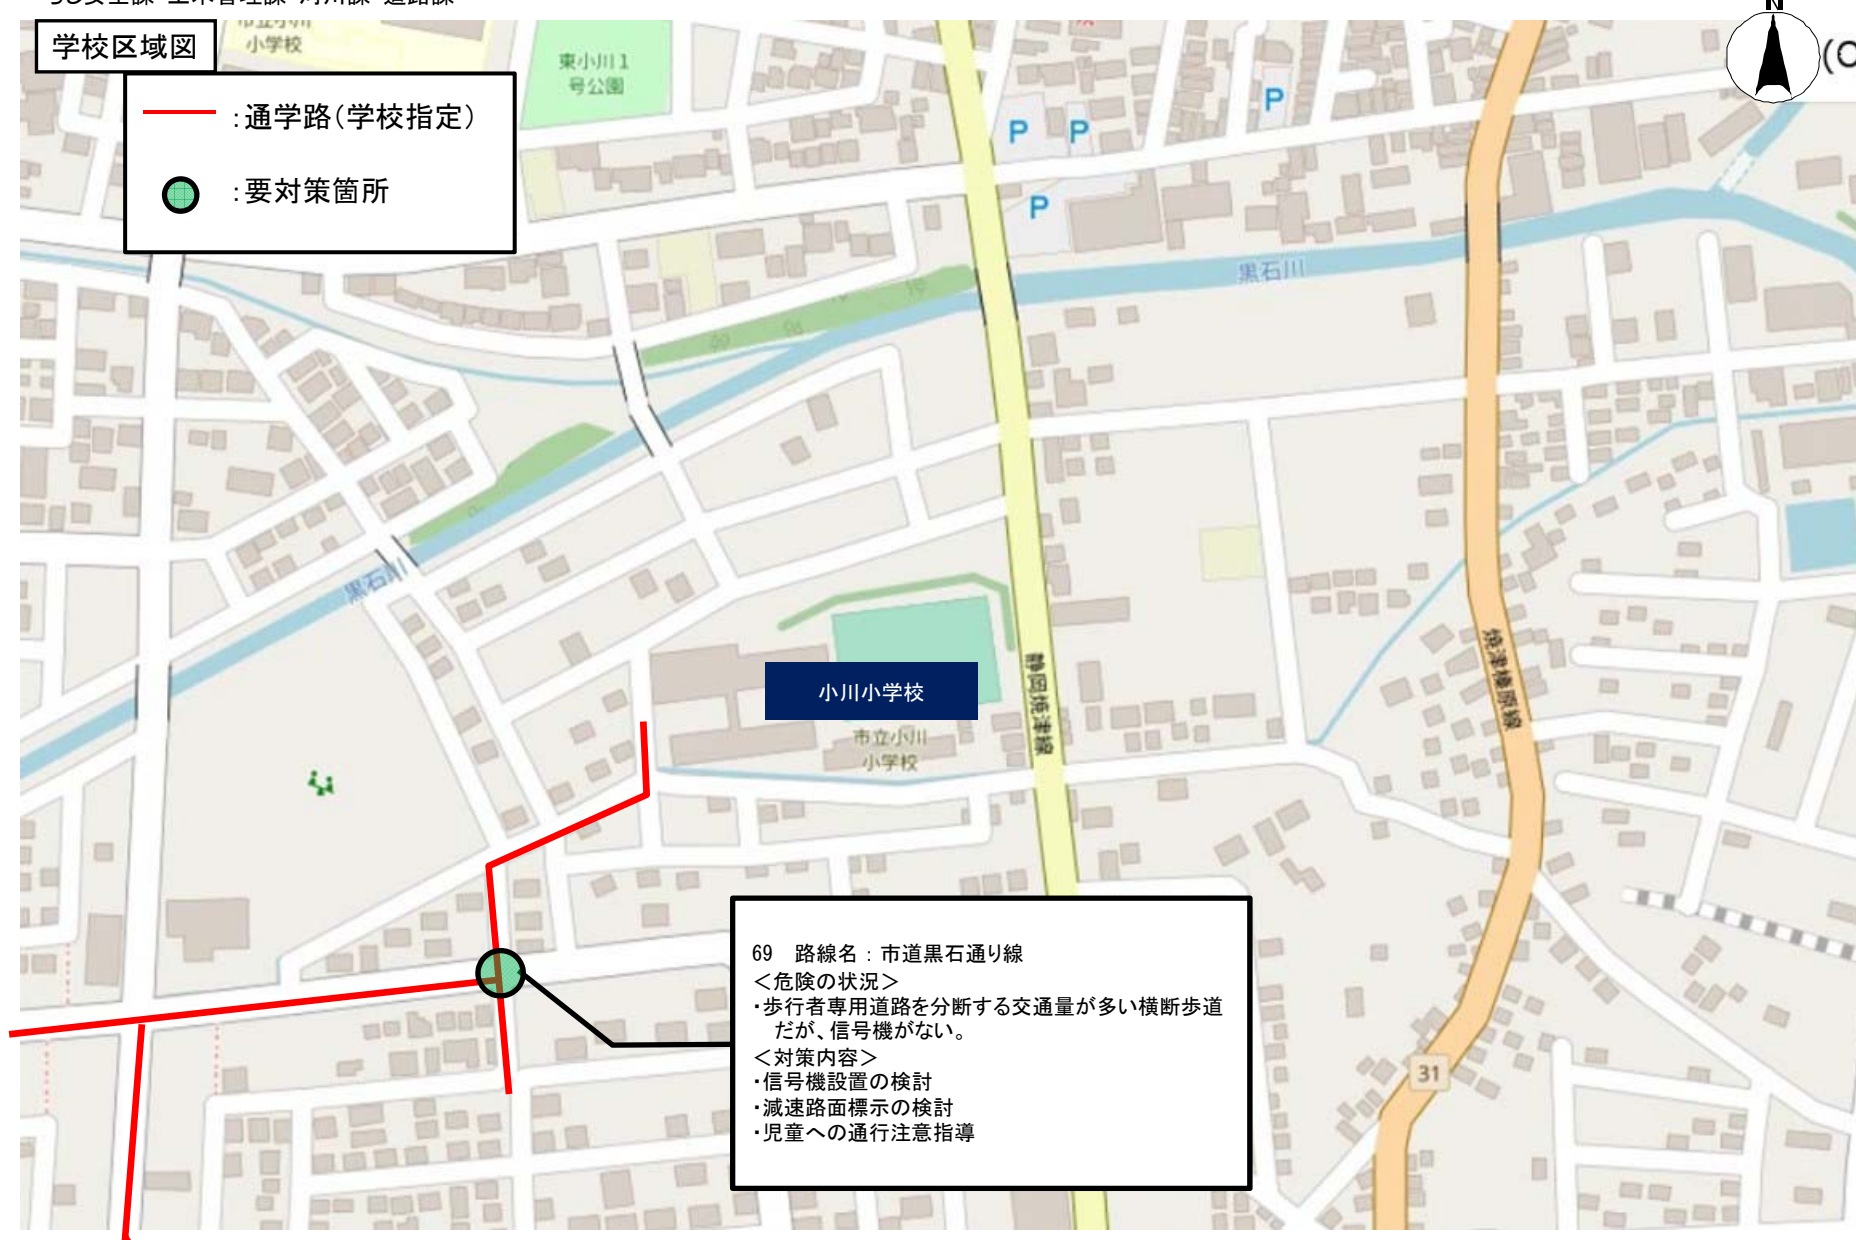 学校区域図
小学校
:通学路(学校指定)
:要対策箇所
東小川1
号公園
P
P
P
P
N
黒石川
黒石川
静岡焼津線
焼津榛原線
小川小学校
市立小川
小学校
69 路線名:市道黒石通り線
<危険の状況>
・歩行者専用道路を分断する交通量が多い横断歩道
だが、信号機がない。
<対策内容>
・信号機設置の検討
・減速路面標示の検討
・児童への通行注意指導
31